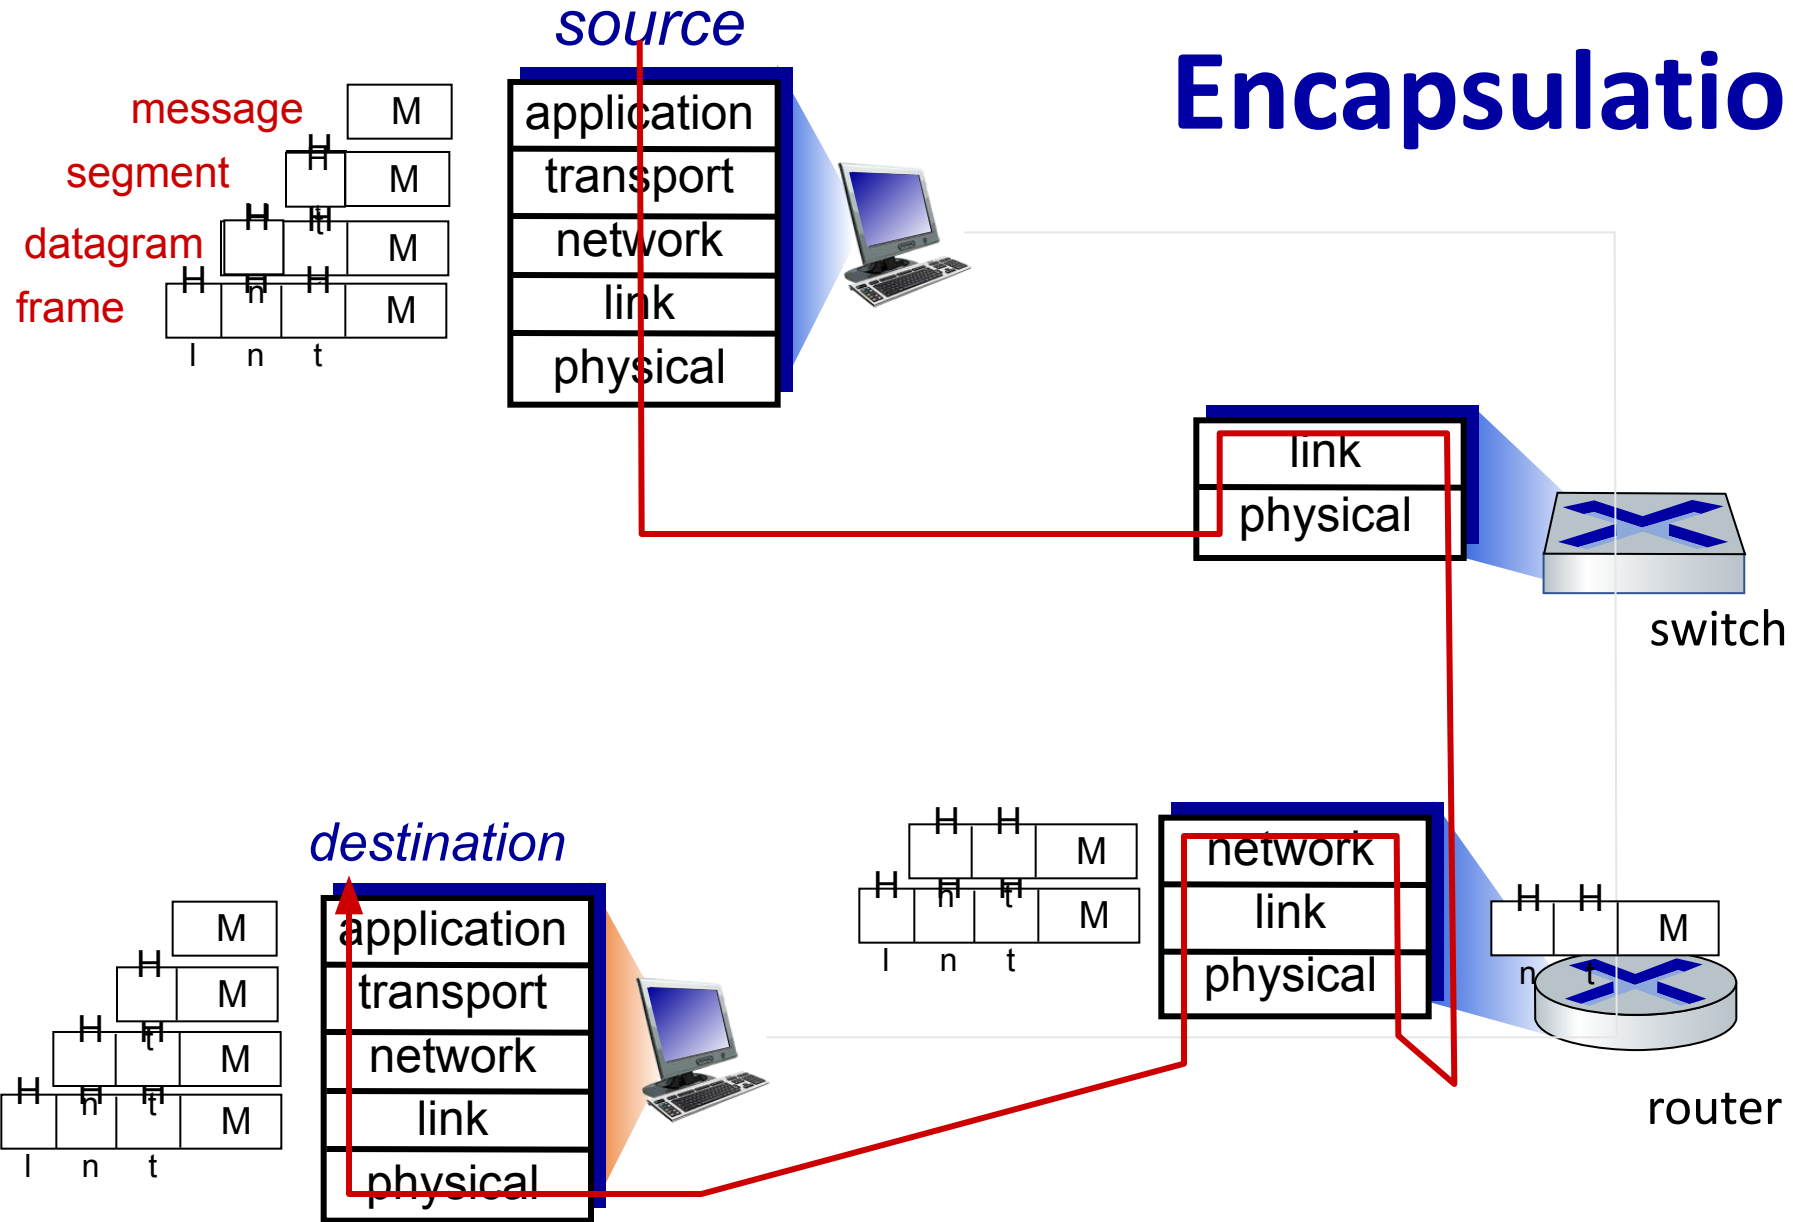 source
Encapsulatio
message
M
application
H
H
segment
M
transport
H
H
t
H
t
datagram
M
network
H
H
H
n
frame
M
link
l
n
t
physical
link
physical
switch
destination
H
H
M
network
H
H
n
H
t
M
link
H
H
M
l
n
t
physical
n
t
router
M
application
H
M
transport
H
H
t
M
network
H
H
n
H
t
M
link
l
n
t
physical